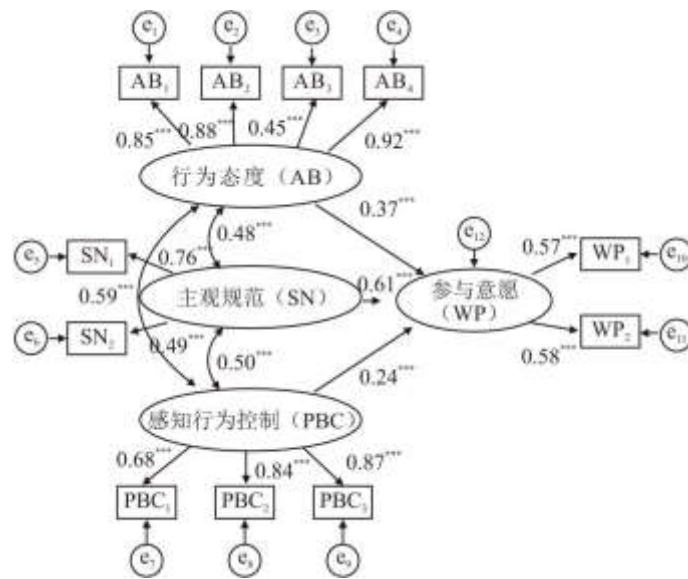 e₁ e₂ e₃ e₄
AB₁ AB₂ AB₃ AB₄
0.85*** 0.88*** 0.45*** 0.92***
行为态度（AB）
0.37***
0.48***
e₅ SN₁ 0.76***
e₁₂
0.57*** WP₁ e₁₀
0.59***
主观规范（SN）
0.61***
参与意愿
（WP）
e₆ SN₂ 0.49***
0.50***
0.58*** WP₂ e₁₁
0.24***
感知行为控制（PBC）
0.68*** 0.84*** 0.87***
PBC₁ PBC₂ PBC₃
e₇ e₈ e₉